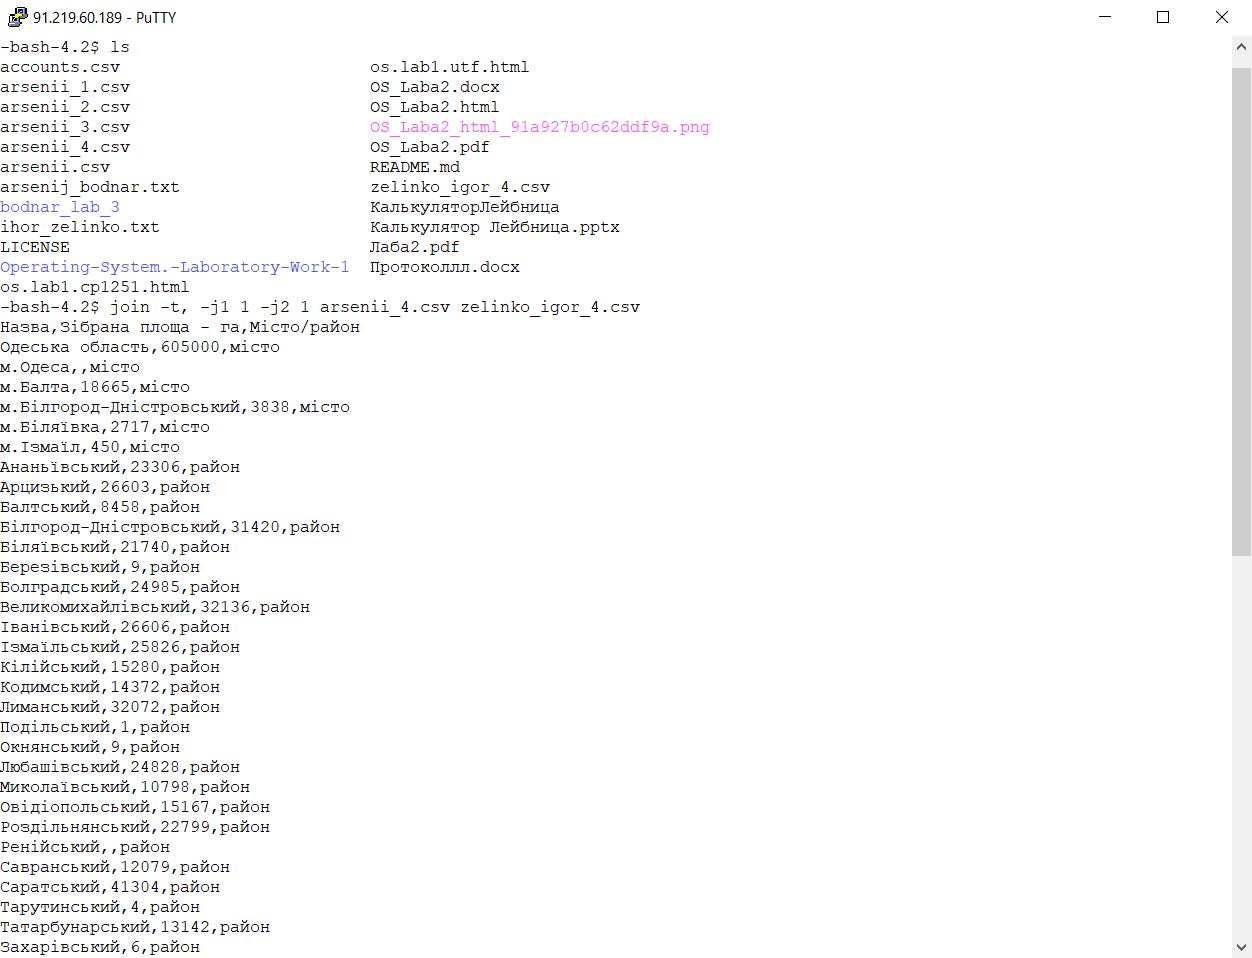 91.219.60.189 - PuTTY
-bash-4.2$ ls
accounts.csv os.lab1.utf.html
arsenii_1.csv OS_Laba2.docx
arsenii_2.csv OS_Laba2.html
arsenii_3.csv OS_Laba2_html_91a927b0c62ddf9a.png
arsenii_4.csv OS_Laba2.pdf
arsenii.csv README.md
arsenij_bodnar.txt zelinko_igor_4.csv
bodnar_lab_3 КалькуляторЛейбница
ihor_zelinko.txt Калькулятор Лейбница.pptx
LICENSE Лаба2.pdf
Operating-System.-Laboratory-Work-1 Протоколлл.docx
os.lab1.cp1251.html
-bash-4.2$ join -t, -j1 1 -j2 1 arsenii_4.csv zelinko_igor_4.csv
Назва,Зібрана площа - га,Місто/район
Одеська область,605000,місто
м.Одеса,,місто
м.Балта,18665,місто
м.Білгород-Дністровський,3838,місто
м.Біляївка,2717,місто
м.Ізмаїл,450,місто
Ананьївський,23306,район
Арцизький,26603,район
Балтський,8458,район
Білгород-Дністровський,31420,район
Біляївський,21740,район
Березівський,9,район
Болградський,24985,район
Великомихайлівський,32136,район
Іванівський,26606,район
Ізмаїльський,25826,район
Кілійський,15280,район
Кодимський,14372,район
Лиманський,32072,район
Подільський,1,район
Окнянський,9,район
Любашівський,24828,район
Миколаївський,10798,район
Овідіопольський,15167,район
Роздільнянський,22799,район
Ренійський,,район
Савранський,12079,район
Саратський,41304,район
Тарутинський,4,район
Татарбунарський,13142,район
Захарівський,6,район